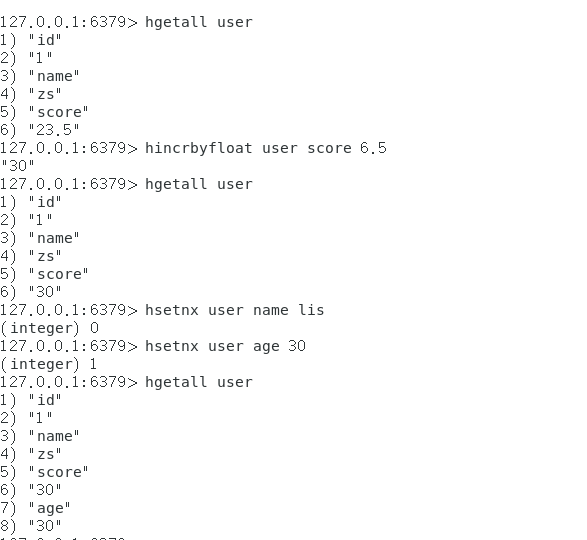 127.0.0.1:6379> hgetall user
1) "id"
2) "1"
3) "name"
4) "zs"
5) "score"
6) "23.5"
127.0.0.1:6379> hincrbyfloat user score 6.5
"30"
127.0.0.1:6379> hgetall user
1) "id"
2) "1"
3) "name"
4) "zs"
5) "score"
6) "30"
127.0.0.1:6379> hsetnx user name lis
(integer) 0
127.0.0.1:6379> hsetnx user age 30
(integer) 1
127.0.0.1:6379> hgetall user
1) "id"
2) "1"
3) "name"
4) "zs"
5) "score"
6) "30"
7) "age"
8) "30"